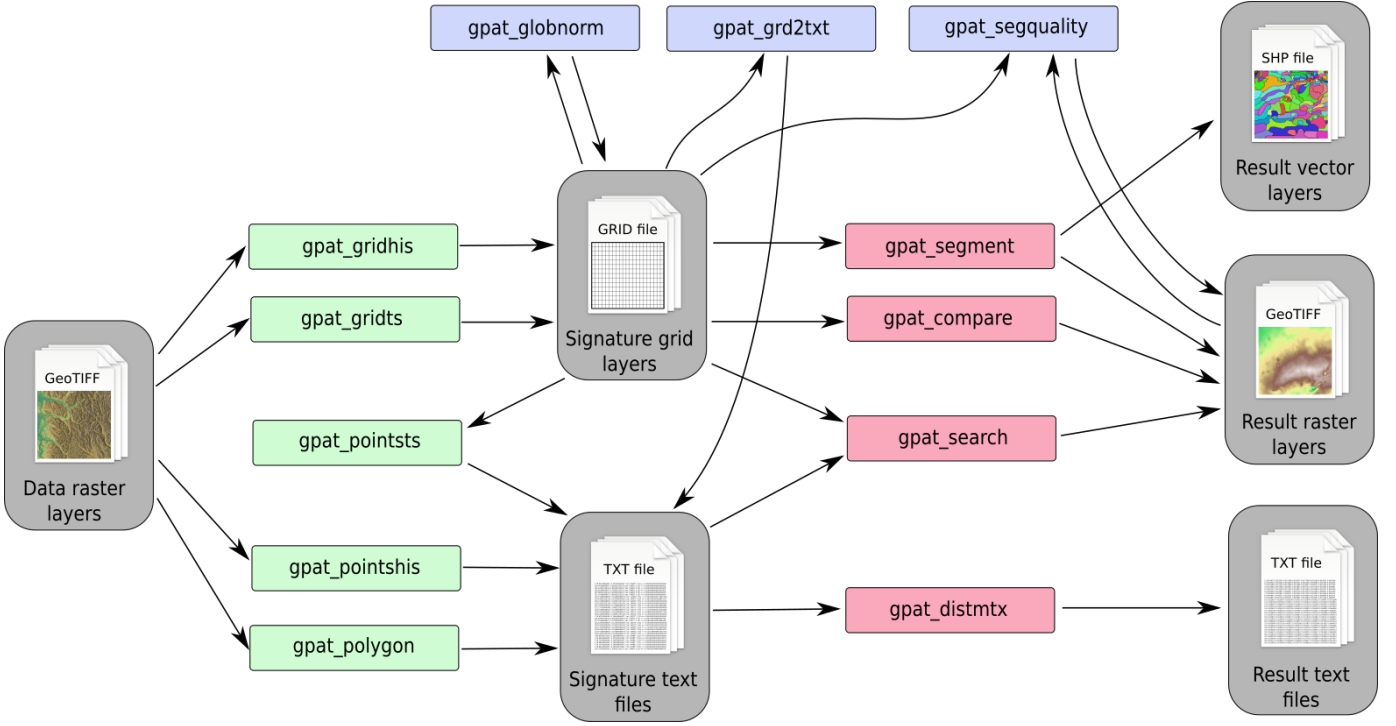 gpat_globnorm
gpat_grd2txt
gpat_segquality
SHP file
Result vector
layers
gpat_gridhis
gpat_gridts
GRID file
Signature grid
layers
gpat_segment
gpat_compare
GeoTIFF
Result raster
layers
GeoTIFF
Data raster
layers
gpat_pointsts
gpat_search
gpat_pointshis
gpat_polygon
TXT file
Signature text
files
gpat_distmtx
TXT file
Result text
files